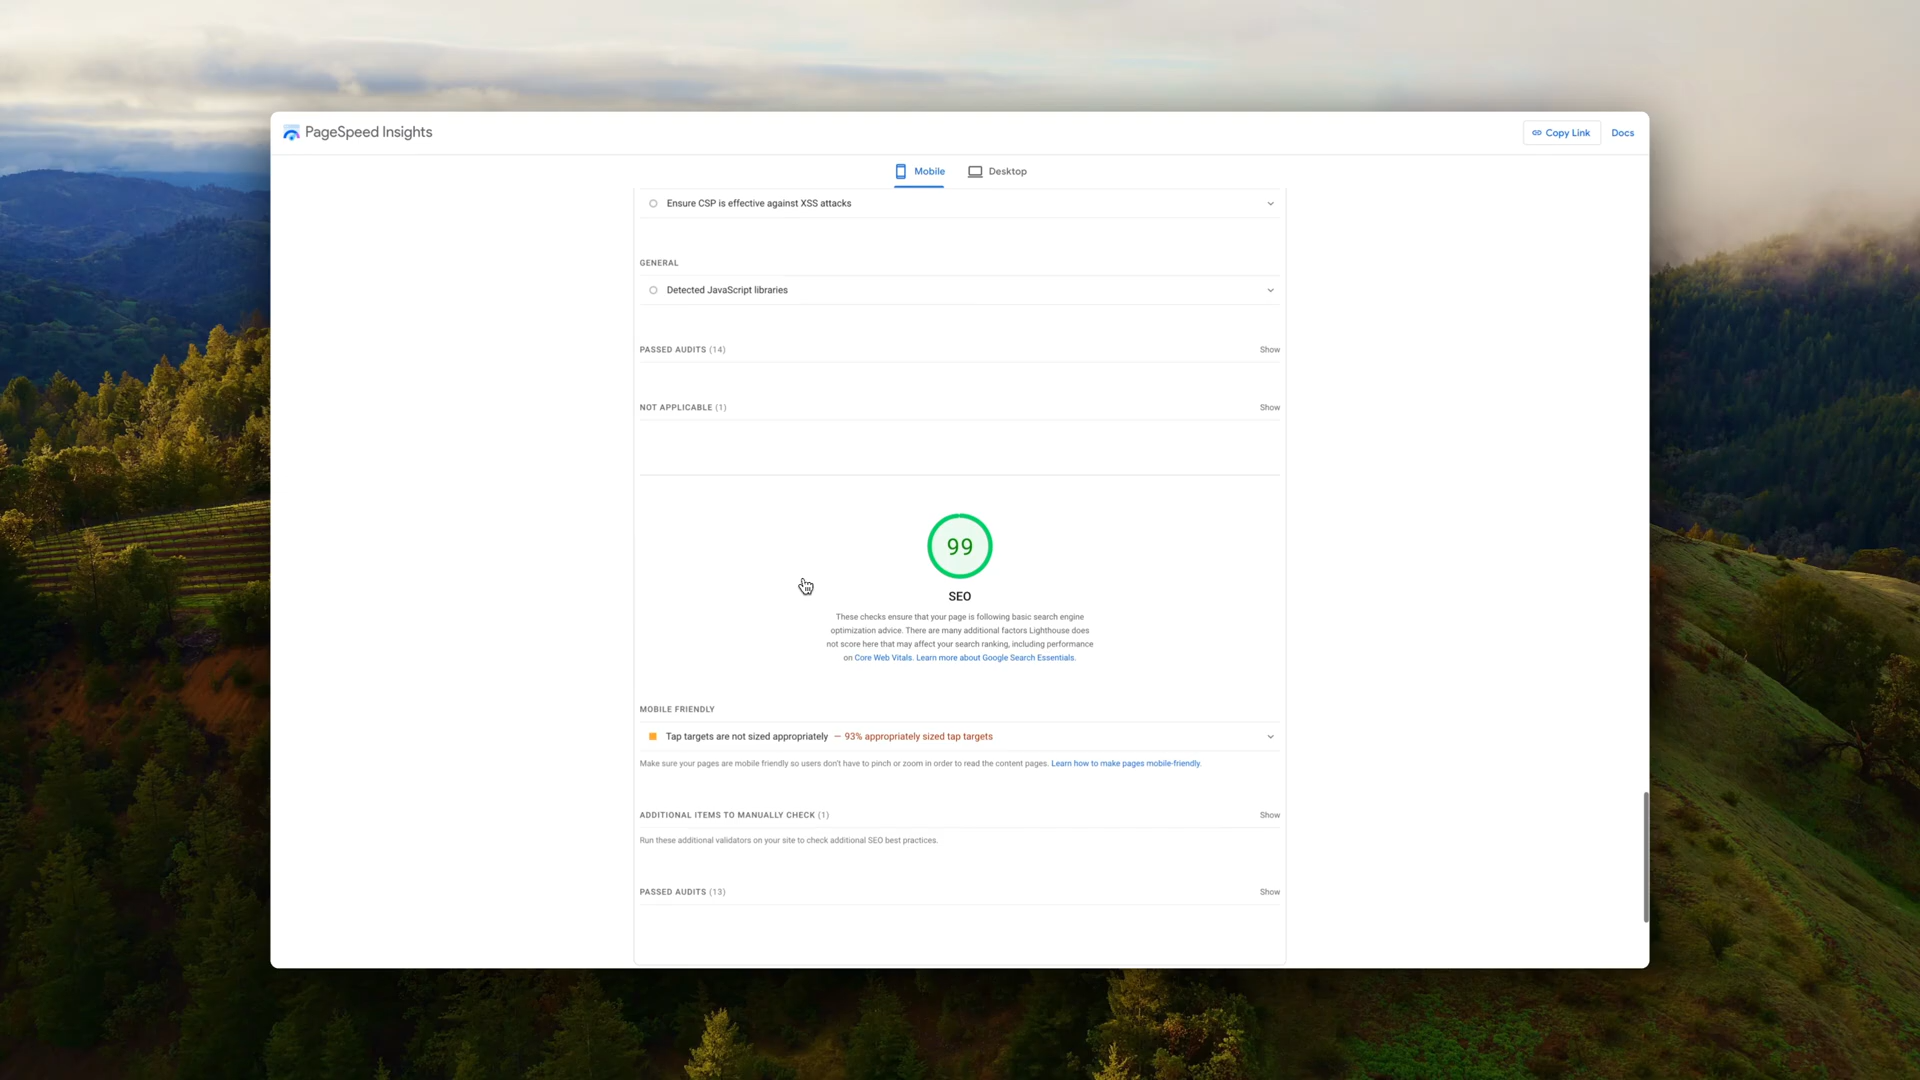 PageSpeed Insights
Copy Link
Docs
Mobile
Desktop
Ensure CSP is effective against XSS attacks
GENERAL
Detected JavaScript libraries
PASSED AUDITS (14)
Show
NOT APPLICABLE (1)
Show
99
SEO
These checks ensure that your page is following basic search engine
optimization advice. There are many additional factors Lighthouse does
not score here that may affect your search ranking, including performance
on Core Web Vitals. Learn more about Google Search Essentials.
MOBILE FRIENDLY
Tap targets are not sized appropriately — 93% appropriately sized tap targets
Make sure your pages are mobile friendly so users don't have to pinch or zoom in order to read the content pages. Learn how to make pages mobile-friendly.
ADDITIONAL ITEMS TO MANUALLY CHECK (1)
Show
Run these additional validators on your site to check additional SEO best practices.
PASSED AUDITS (13)
Show